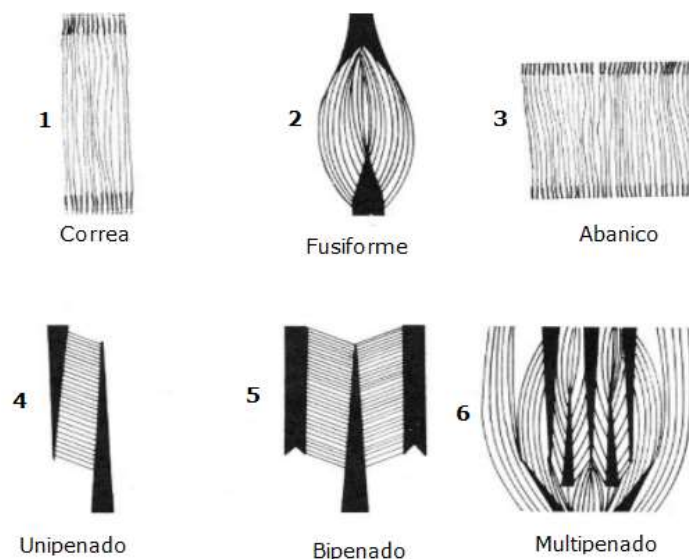 1
Correa
2
Fusiforme
3
Abanico
4
Unipenado
5
Bipenado
6
Multipenado